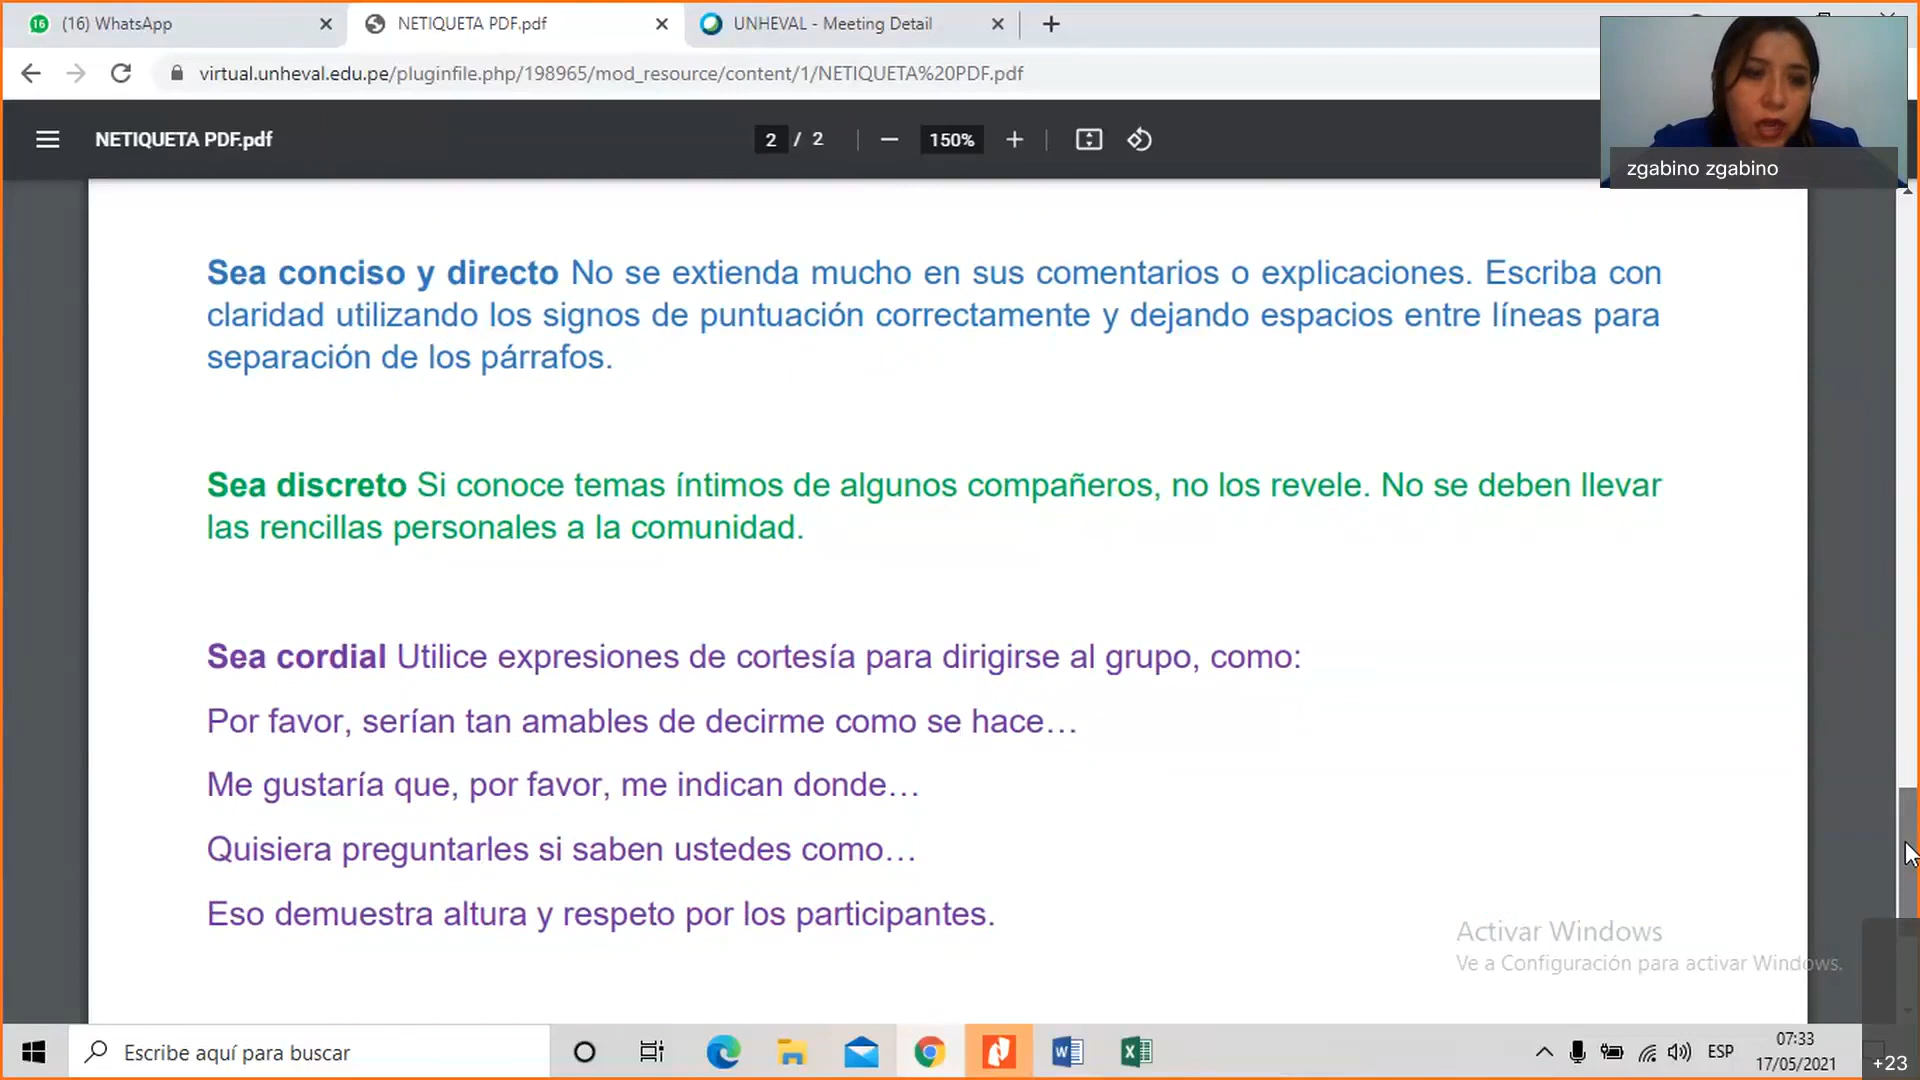 (16) WhatsApp
NETIQUETA PDF.pdf
UNHEVAL - Meeting Detail
virtual.unheval.edu.pe/pluginfile.php/198965/mod_resource/content/1/NETIQUETA%20PDF.pdf
NETIQUETA PDF.pdf
2 / 2
150%
zgabino zgabino
Sea conciso y directo No se extienda mucho en sus comentarios o explicaciones. Escriba con
claridad utilizando los signos de puntuación correctamente y dejando espacios entre líneas para
separación de los párrafos.
Sea discreto Si conoce temas íntimos de algunos compañeros, no los revele. No se deben llevar
las rencillas personales a la comunidad.
Sea cordial Utilice expresiones de cortesía para dirigirse al grupo, como:
Por favor, serían tan amables de decirme como se hace…
Me gustaría que, por favor, me indican donde…
Quisiera preguntarles si saben ustedes como…
Eso demuestra altura y respeto por los participantes.
Activar Windows
Ve a Configuración para activar Windows.
Escribe aquí para buscar
ESP
07:33
17/05/2021
+23